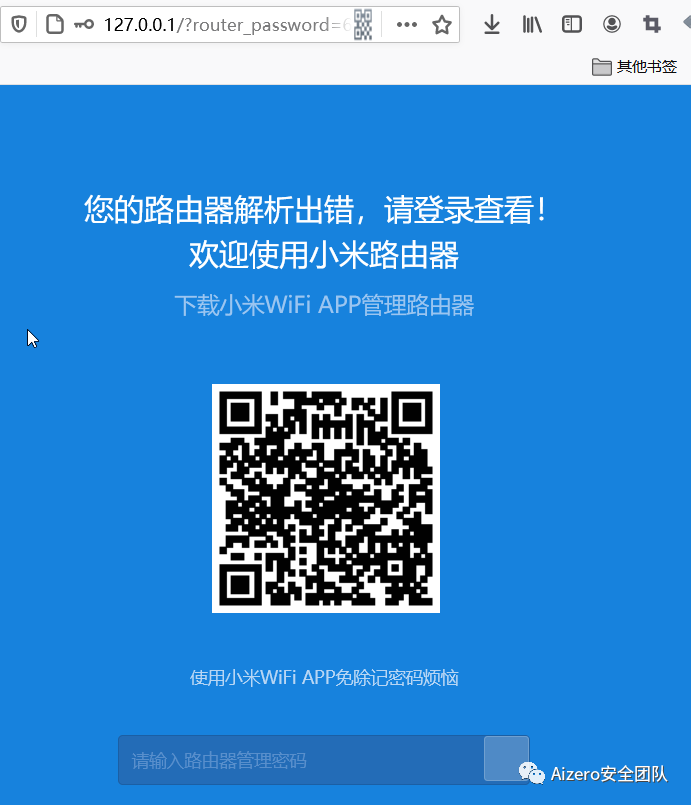 127.0.0.1/?router_password=6
其他书签
您的路由器解析出错，请登录查看！
欢迎使用小米路由器
下载小米WiFi APP管理路由器
使用小米WiFi APP免除记密码烦恼
请输入路由器管理密码
Aizero安全团队